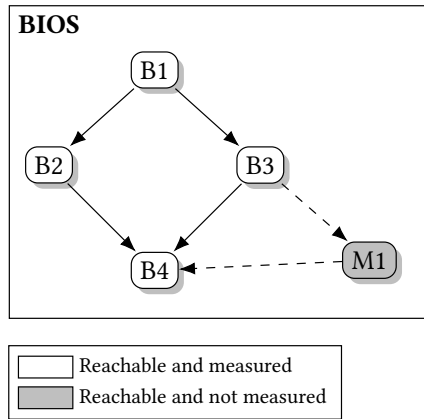 BIOS
B1
B2
B3
B4
M1
Reachable and measured
Reachable and not measured